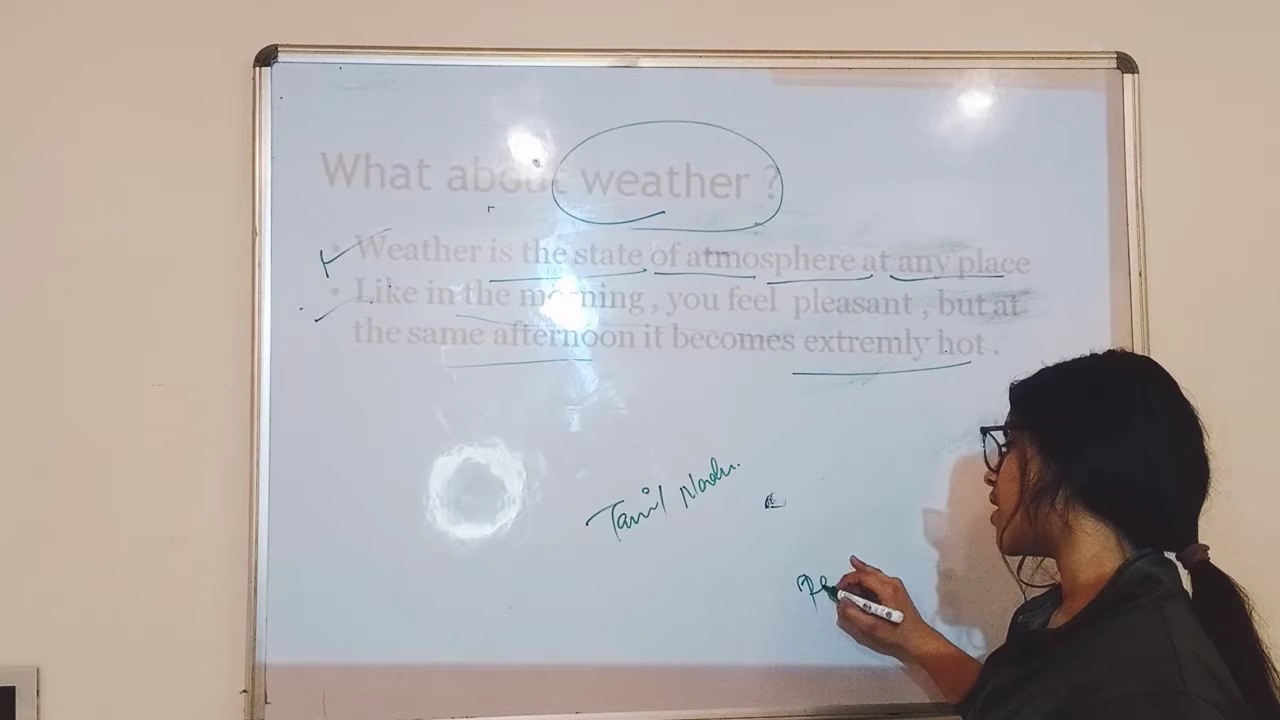 What about weather ?
• Weather is the state of atmosphere at any place
• Like in the morning , you feel pleasant , but at
the same afternoon it becomes extremly hot .
Tamil Nadu.